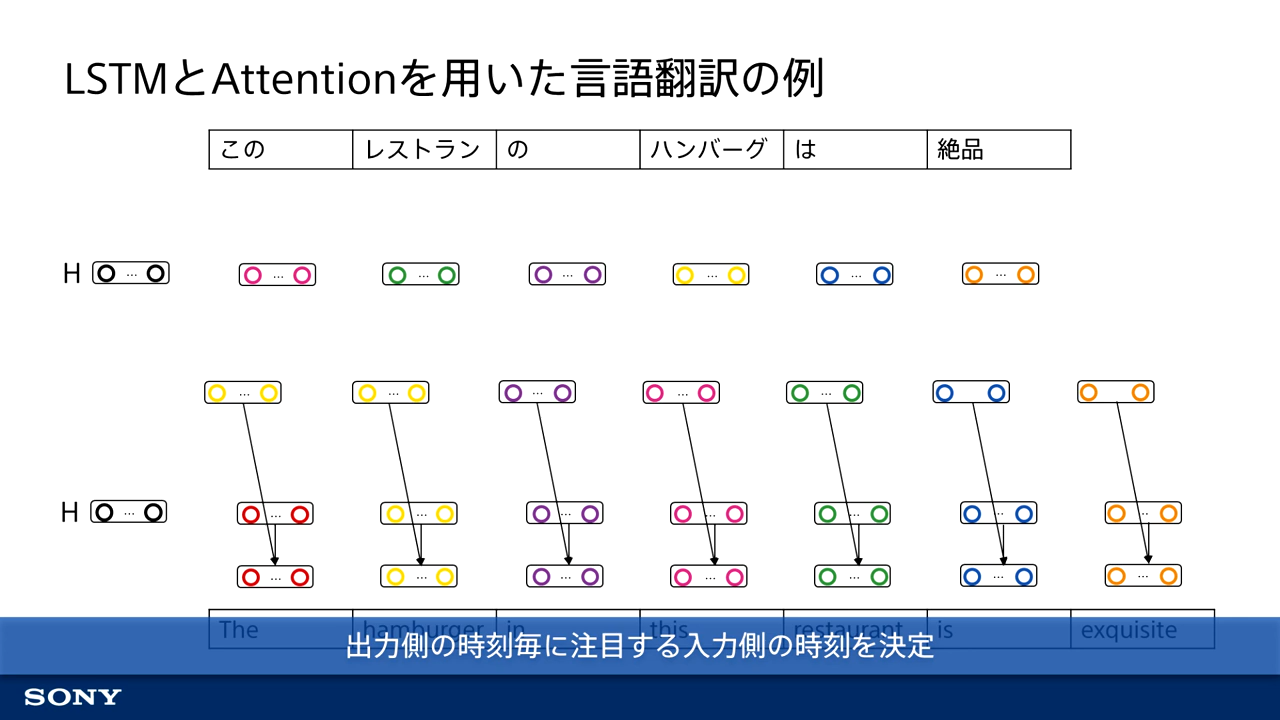 LSTMとAttentionを用いた言語翻訳の例
この レストラン の ハンバーグ は 絶品
H ... ... ... ... ... ... ...
... ... ... ... ...
H ... ... ... ... ... ... ... ...
... ... ... ... ... ... ...
The hamburger in this restaurant is exquisite
出力側の時刻毎に注目する入力側の時刻を決定
SONY